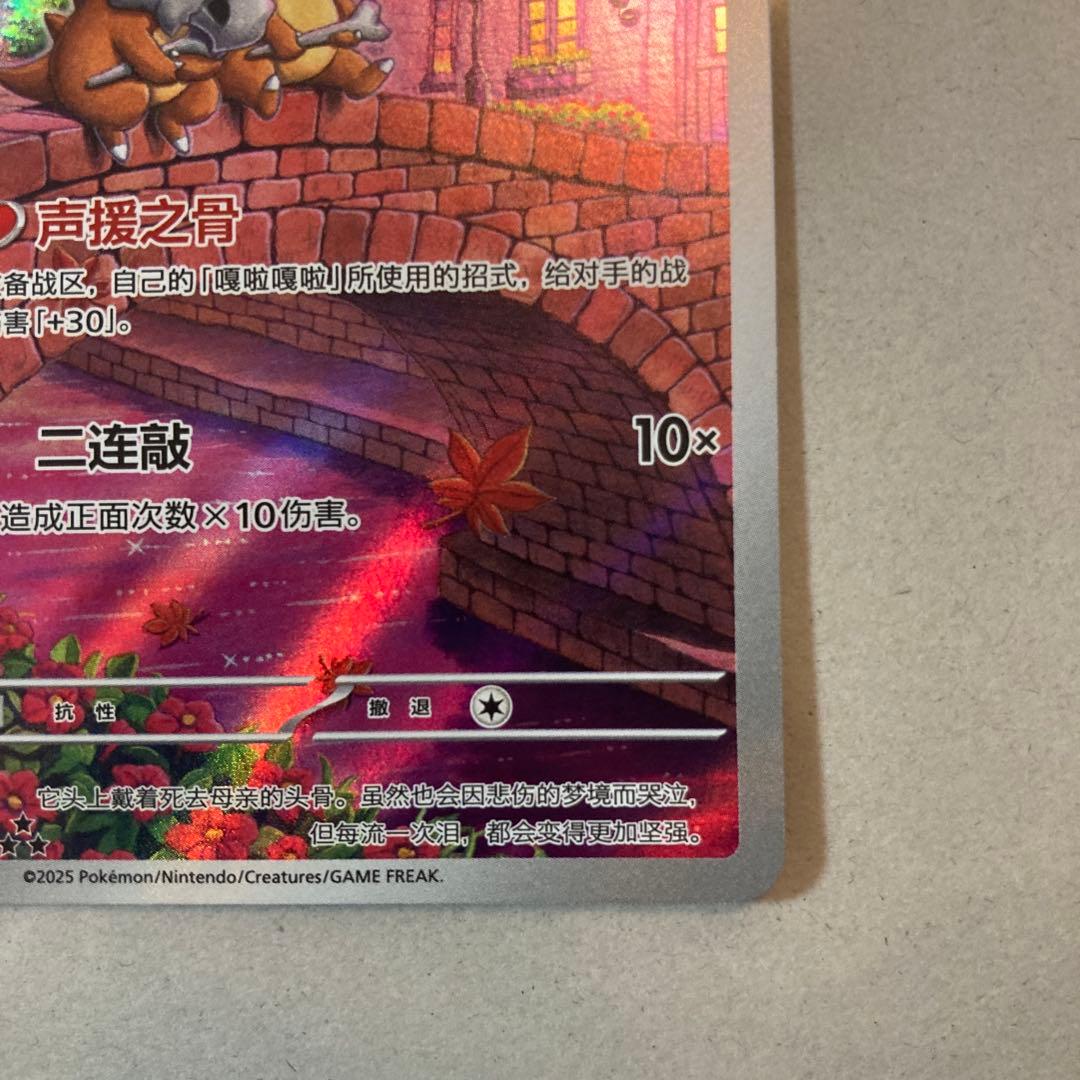 声援之骨
备战区，自己的「嘎啦嘎啦」所使用的招式，给对手的战
害「+30」。
二连敲 10×
造成正面次数×10伤害。
抗性 撤退
它头上戴着死去母亲的头骨。虽然也会因悲伤的梦境而哭泣，
但每流一次泪，都会变得更加坚强。
©2025 Pokémon/Nintendo/Creatures/GAME FREAK.